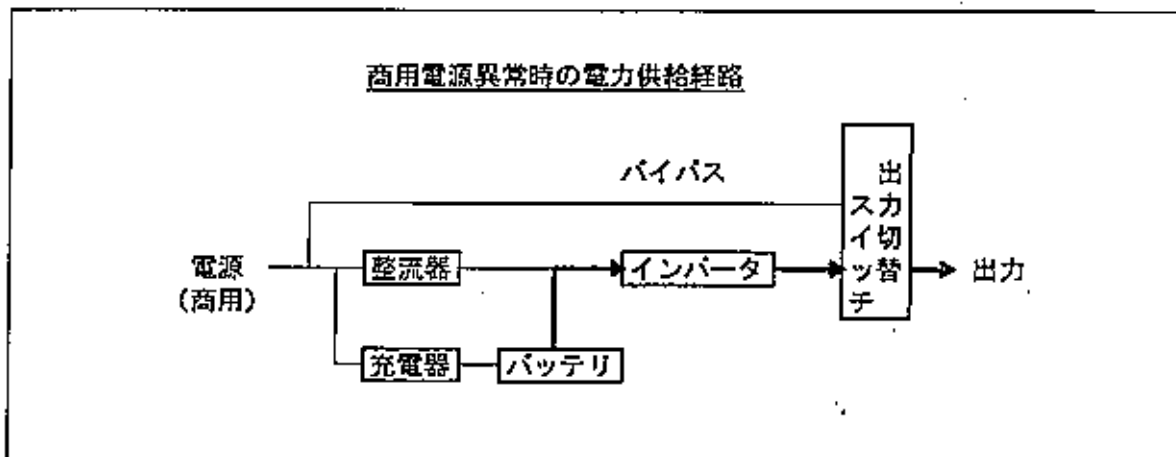 商用電源異常時の電力供給経路
バイパス
出力切替
スイッチ
電源
(商用)
整流器
インバータ
出力
充電器
バッテリ